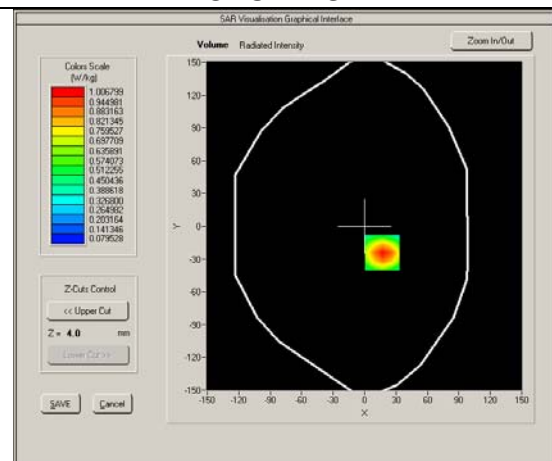 SAR Visualisation Graphical Interface
Volume Radiated Intensity
Zoom In/Out
Colors Scale
(W/kg)
1.006799
0.944981
0.883163
0.821345
0.759527
0.697709
0.635891
0.574073
0.512255
0.450436
0.388618
0.326800
0.264982
0.203164
0.141346
0.079528
Z-Cuts Control
<< Upper Cut
Z = 4.0 mm
Lower Cut >>
SAVE Cancel
150
120
90
60
30
0
-30
-60
-90
-120
-150
Y
-150 -120 -90 -60 -30 0 30 60 90 120 150
X